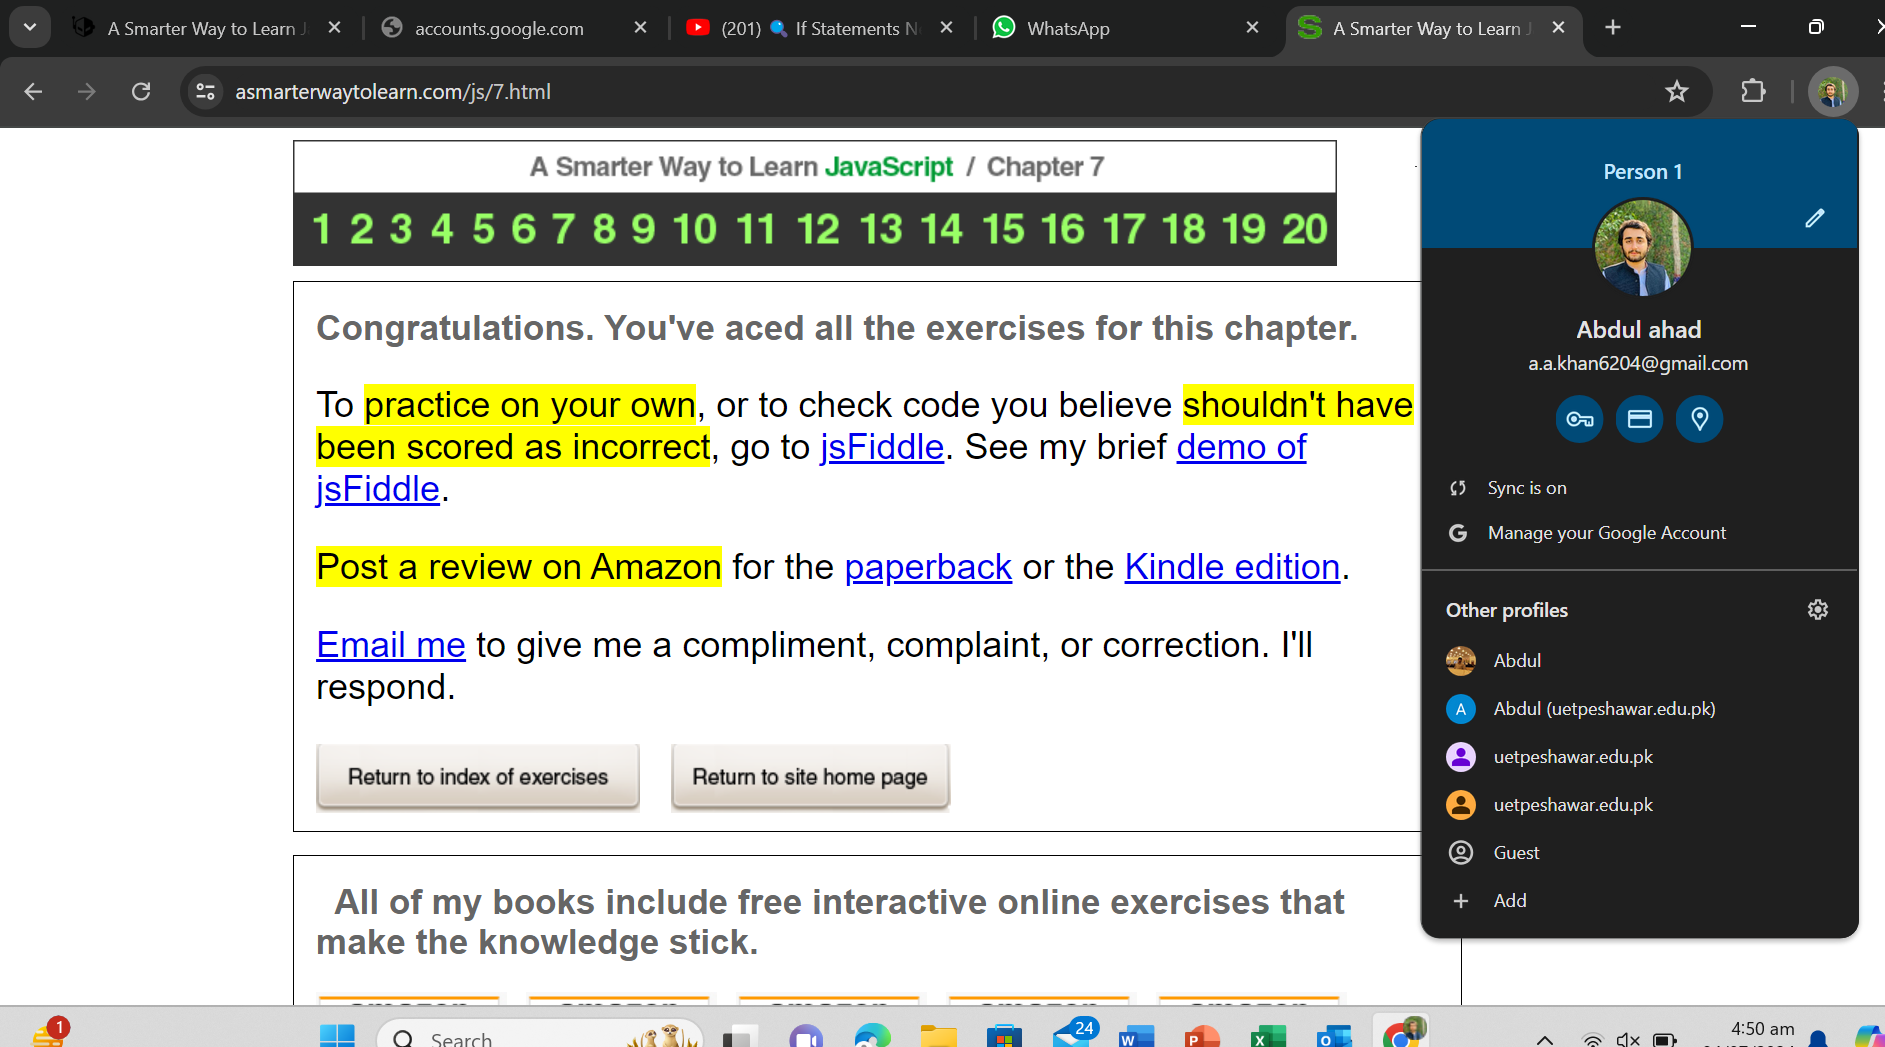 A Smarter Way to Learn J
accounts.google.com
(201) 🔍 If Statements N
WhatsApp
A Smarter Way to Learn J
asmarterwaytolearn.com/js/7.html
A Smarter Way to Learn JavaScript / Chapter 7
1 2 3 4 5 6 7 8 9 10 11 12 13 14 15 16 17 18 19 20
Congratulations. You've aced all the exercises for this chapter.
To practice on your own, or to check code you believe shouldn't have
been scored as incorrect, go to jsFiddle. See my brief demo of
jsFiddle.
Post a review on Amazon for the paperback or the Kindle edition.
Email me to give me a compliment, complaint, or correction. I'll
respond.
Return to index of exercises
Return to site home page
All of my books include free interactive online exercises that
make the knowledge stick.
Person 1
Abdul ahad
a.a.khan6204@gmail.com
Sync is on
Manage your Google Account
Other profiles
Abdul
A
Abdul (uetpeshawar.edu.pk)
uetpeshawar.edu.pk
uetpeshawar.edu.pk
Guest
Add
1
Search
24
4:50 am